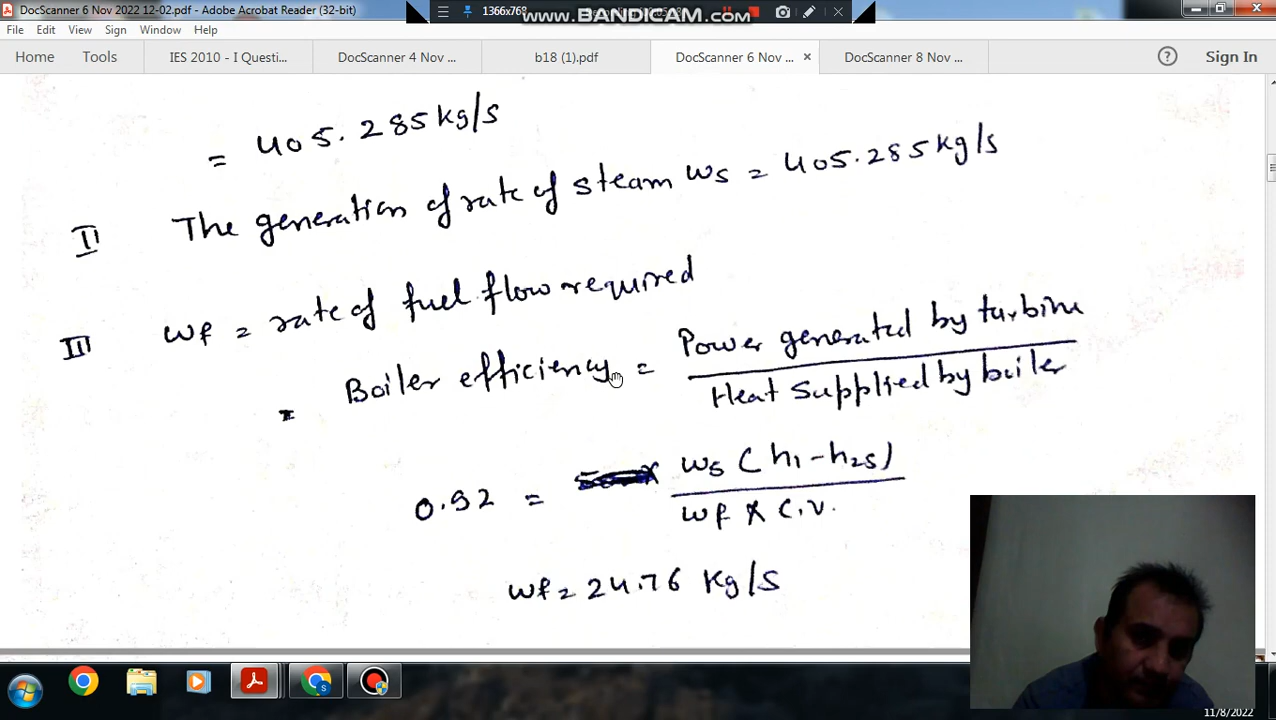 DocScanner 6 Nov 2022 12-02.pdf - Adobe Acrobat Reader (32-bit)
1366x768
www.BANDICAM.com
File Edit View Sign Window Help
Home Tools IES 2010 - I Questi... DocScanner 4 Nov ... b18 (1).pdf DocScanner 6 Nov ... × DocScanner 8 Nov ... ? Sign In
= 405.285 kg/s
II The generation of rate of steam ws = 405.285 kg/s
III wf = rate of fuel flow required
Boiler efficiency = Power generated by turbine
Heat supplied by boiler
0.92 = ws (h1-h2s)
wf x C.V.
wf = 24.76 kg/s
11/8/2022